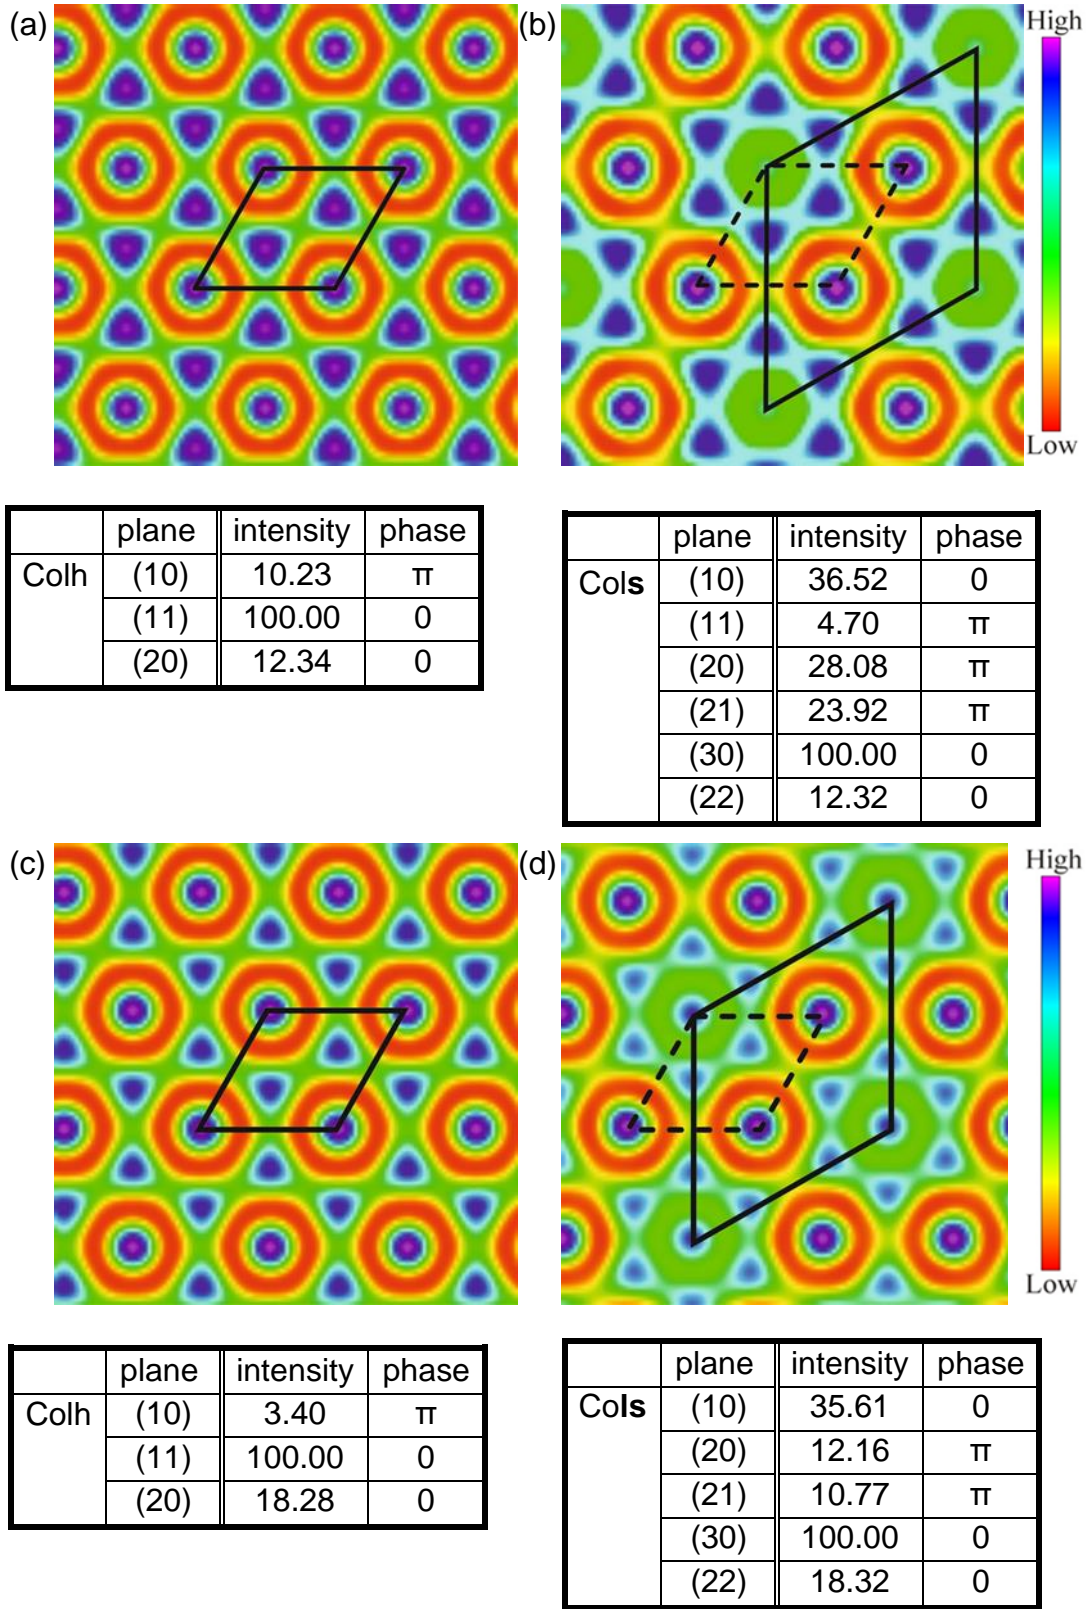 (a)
(b)
High
Low
plane intensity phase
Colh (10) 10.23 π
(11) 100.00 0
(20) 12.34 0
plane intensity phase
Cols (10) 36.52 0
(11) 4.70 π
(20) 28.08 π
(21) 23.92 π
(30) 100.00 0
(22) 12.32 0
(c)
(d)
High
Low
plane intensity phase
Colh (10) 3.40 π
(11) 100.00 0
(20) 18.28 0
plane intensity phase
Cols (10) 35.61 0
(20) 12.16 π
(21) 10.77 π
(30) 100.00 0
(22) 18.32 0